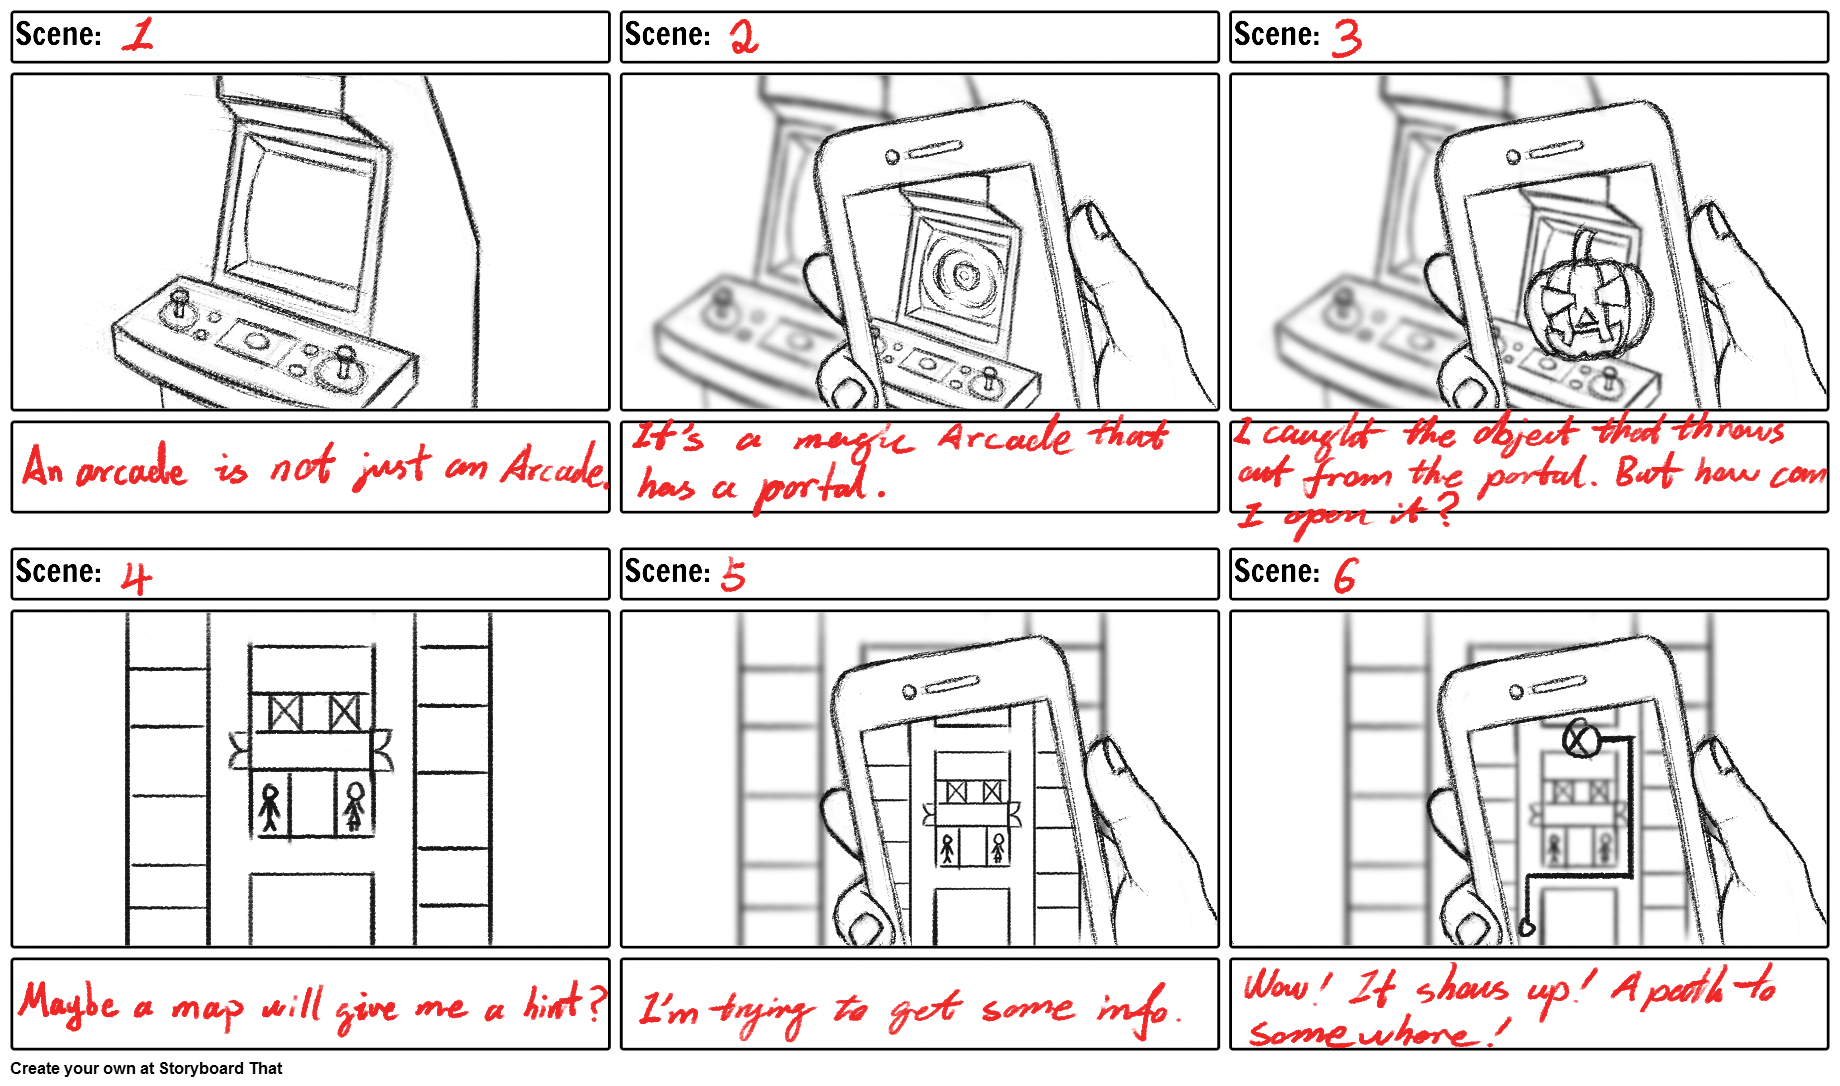 Scene: 1
Scene: 2
Scene: 3
An arcade is not just an Arcade.
It's a magic Arcade that
has a portal.
I caught the object that throws
out from the portal. But how can
I open it?
Scene: 4
Scene: 5
Scene: 6
Maybe a map will give me a hint?
I'm trying to get some info.
Wow! It shows up! A path to
somewhere!
Create your own at Storyboard That